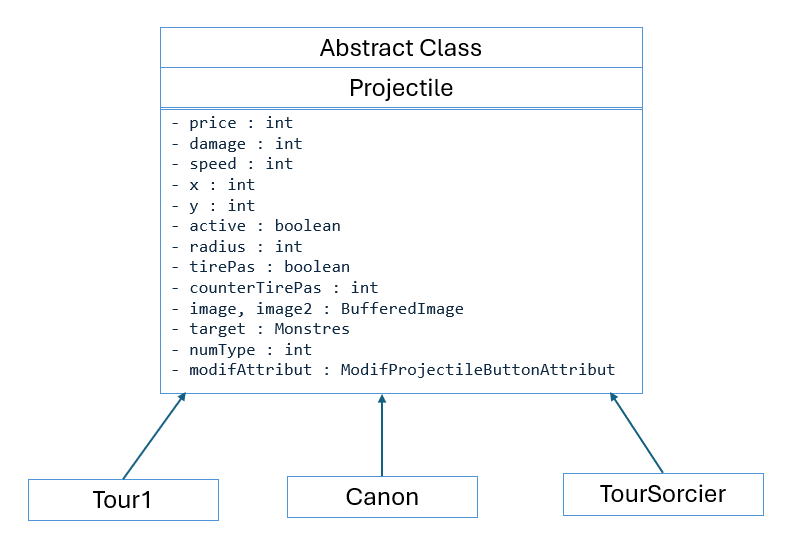 Abstract Class
Projectile
- price : int
- damage : int
- speed : int
- x : int
- y : int
- active : boolean
- radius : int
- tirePas : boolean
- counterTirePas : int
- image, image2 : BufferedImage
- target : Monstres
- numType : int
- modifAttribut : ModifProjectileButtonAttribut
Tour1
Canon
TourSorcier